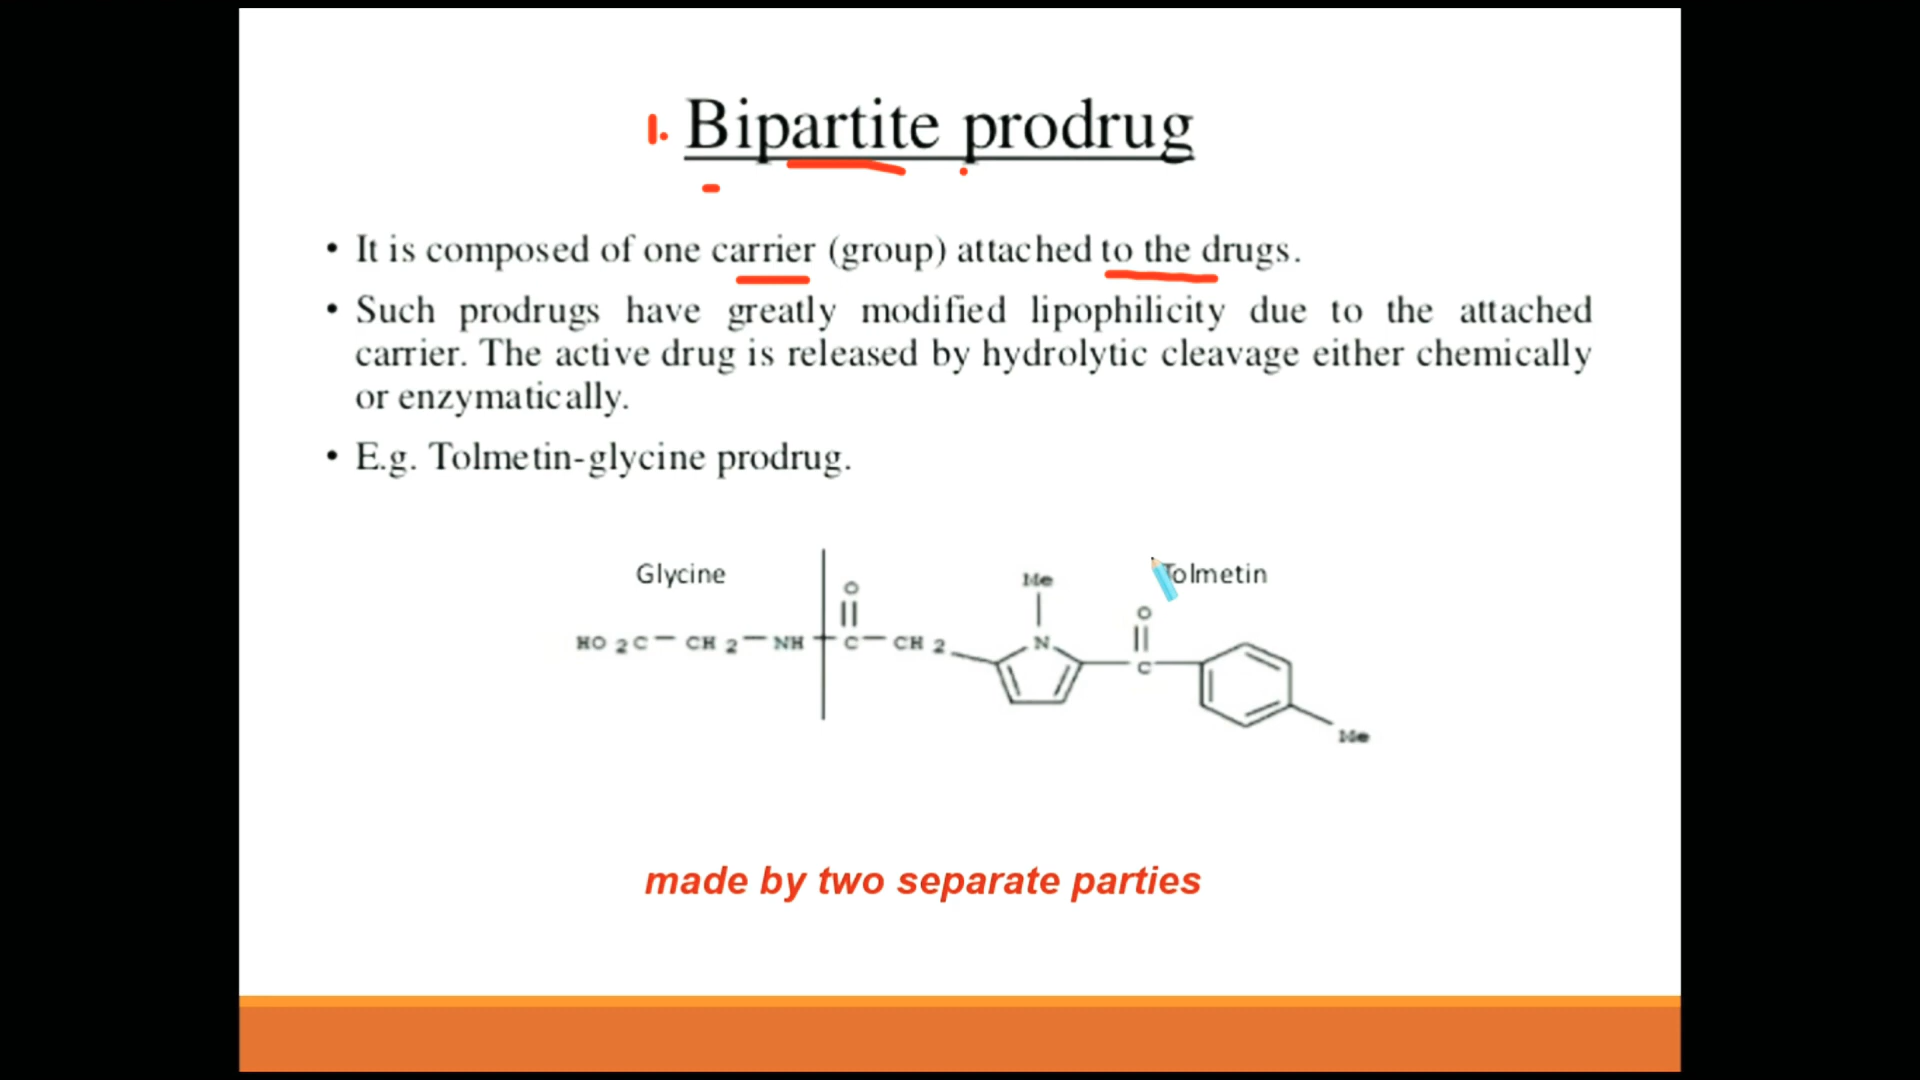 1. Bipartite prodrug
• It is composed of one carrier (group) attached to the drugs.
• Such prodrugs have greatly modified lipophilicity due to the attached
carrier. The active drug is released by hydrolytic cleavage either chemically
or enzymatically.
• E.g. Tolmetin-glycine prodrug.
Glycine
Tolmetin
O
Me
O
HO2C-CH2-NH
C-CH2
N
C
Me
made by two separate parties